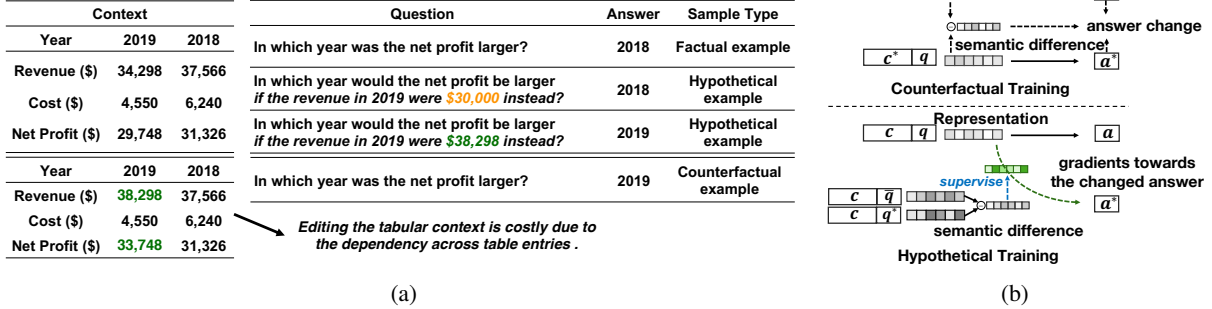 Context
Year 2019 2018
Revenue ($) 34,298 37,566
Cost ($) 4,550 6,240
Net Profit ($) 29,748 31,326
Year 2019 2018
Revenue ($) 38,298 37,566
Cost ($) 4,550 6,240
Net Profit ($) 33,748 31,326
Question Answer Sample Type
In which year was the net profit larger? 2018 Factual example
In which year would the net profit be larger
if the revenue in 2019 were $30,000 instead?
2018
Hypothetical
example
In which year would the net profit be larger
if the revenue in 2019 were $38,298 instead?
2019
Hypothetical
example
In which year was the net profit larger? 2019
Counterfactual
example
Editing the tabular context is costly due to
the dependency across table entries .
(a)
answer change
semantic difference
c* q a*
Counterfactual Training
Representation
c q a
gradients towards
the changed answer
supervise
c q̅
c q*
a*
semantic difference
Hypothetical Training
(b)